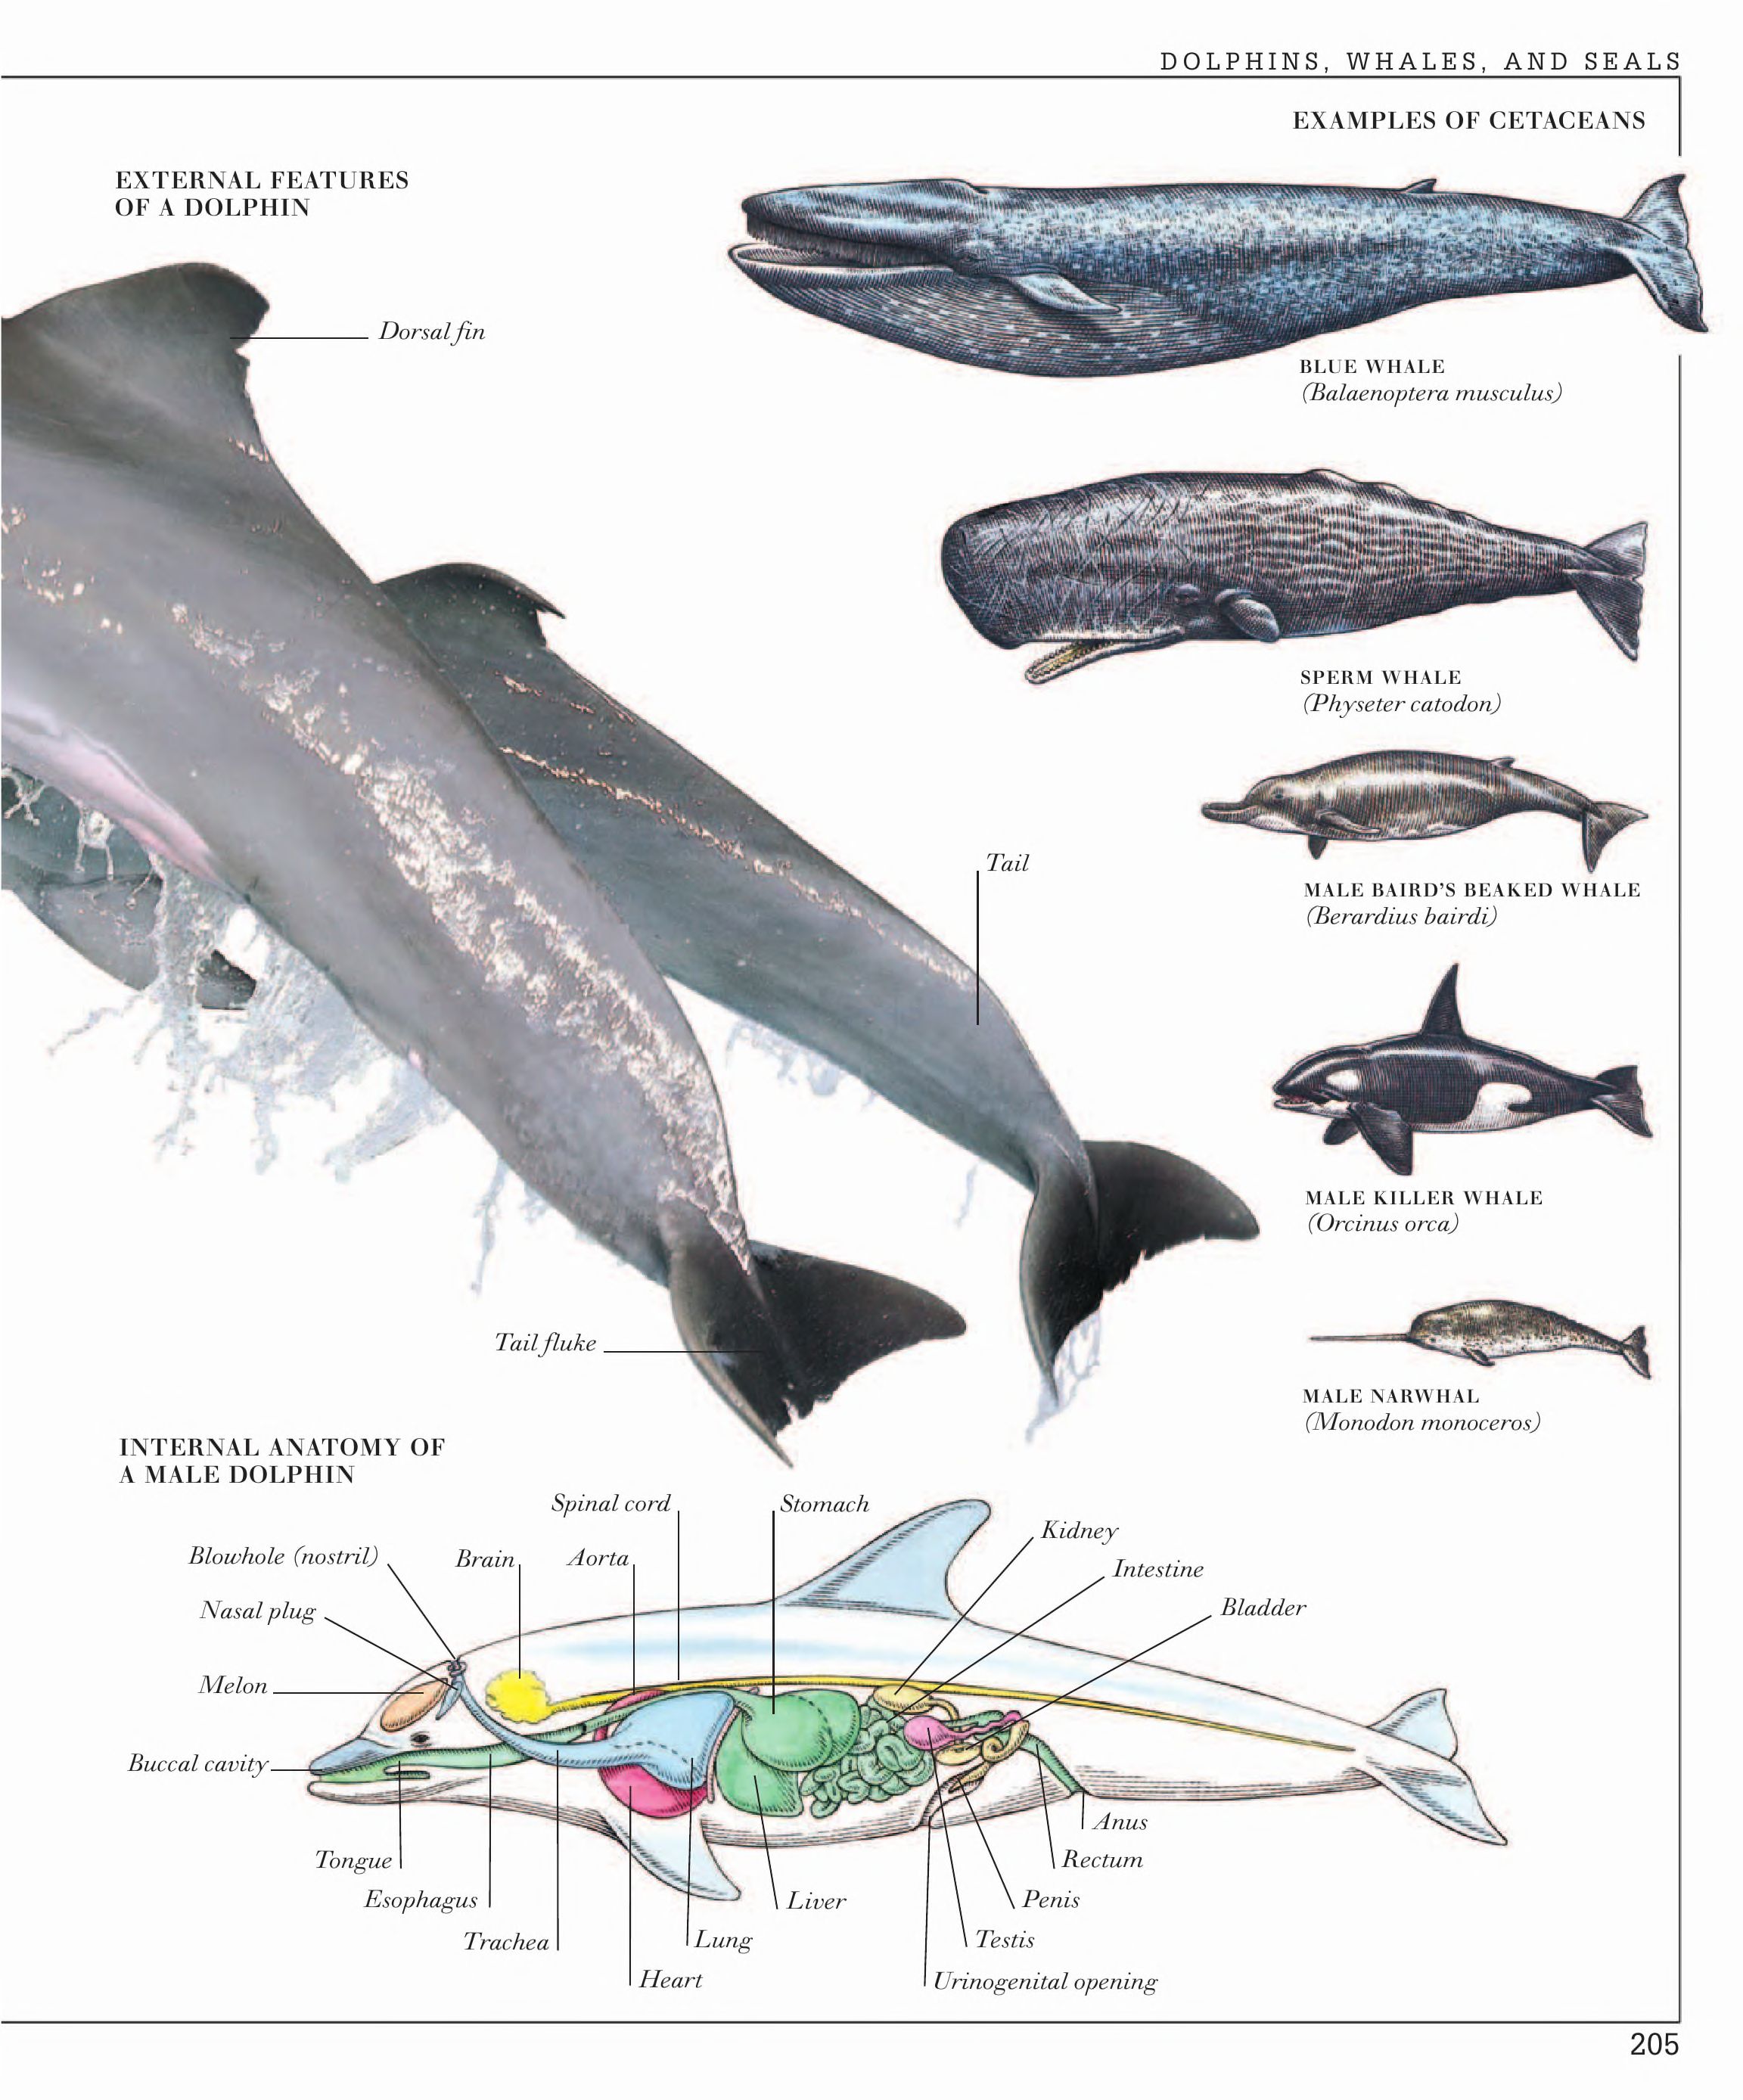 DOLPHINS, WHALES, AND SEALS
EXAMPLES OF CETACEANS
EXTERNAL FEATURES
OF A DOLPHIN
Dorsal fin
BLUE WHALE
(Balaenoptera musculus)
SPERM WHALE
(Physeter catodon)
Tail
MALE BAIRD’S BEAKED WHALE
(Berardius bairdi)
MALE KILLER WHALE
(Orcinus orca)
Tail fluke
MALE NARWHAL
(Monodon monoceros)
INTERNAL ANATOMY OF
A MALE DOLPHIN
Spinal cord
Stomach
Kidney
Blowhole (nostril)
Brain
Aorta
Intestine
Nasal plug
Bladder
Melon
Buccal cavity
Anus
Tongue
Rectum
Esophagus
Liver
Penis
Trachea
Lung
Testis
Heart
Urinogenital opening
205